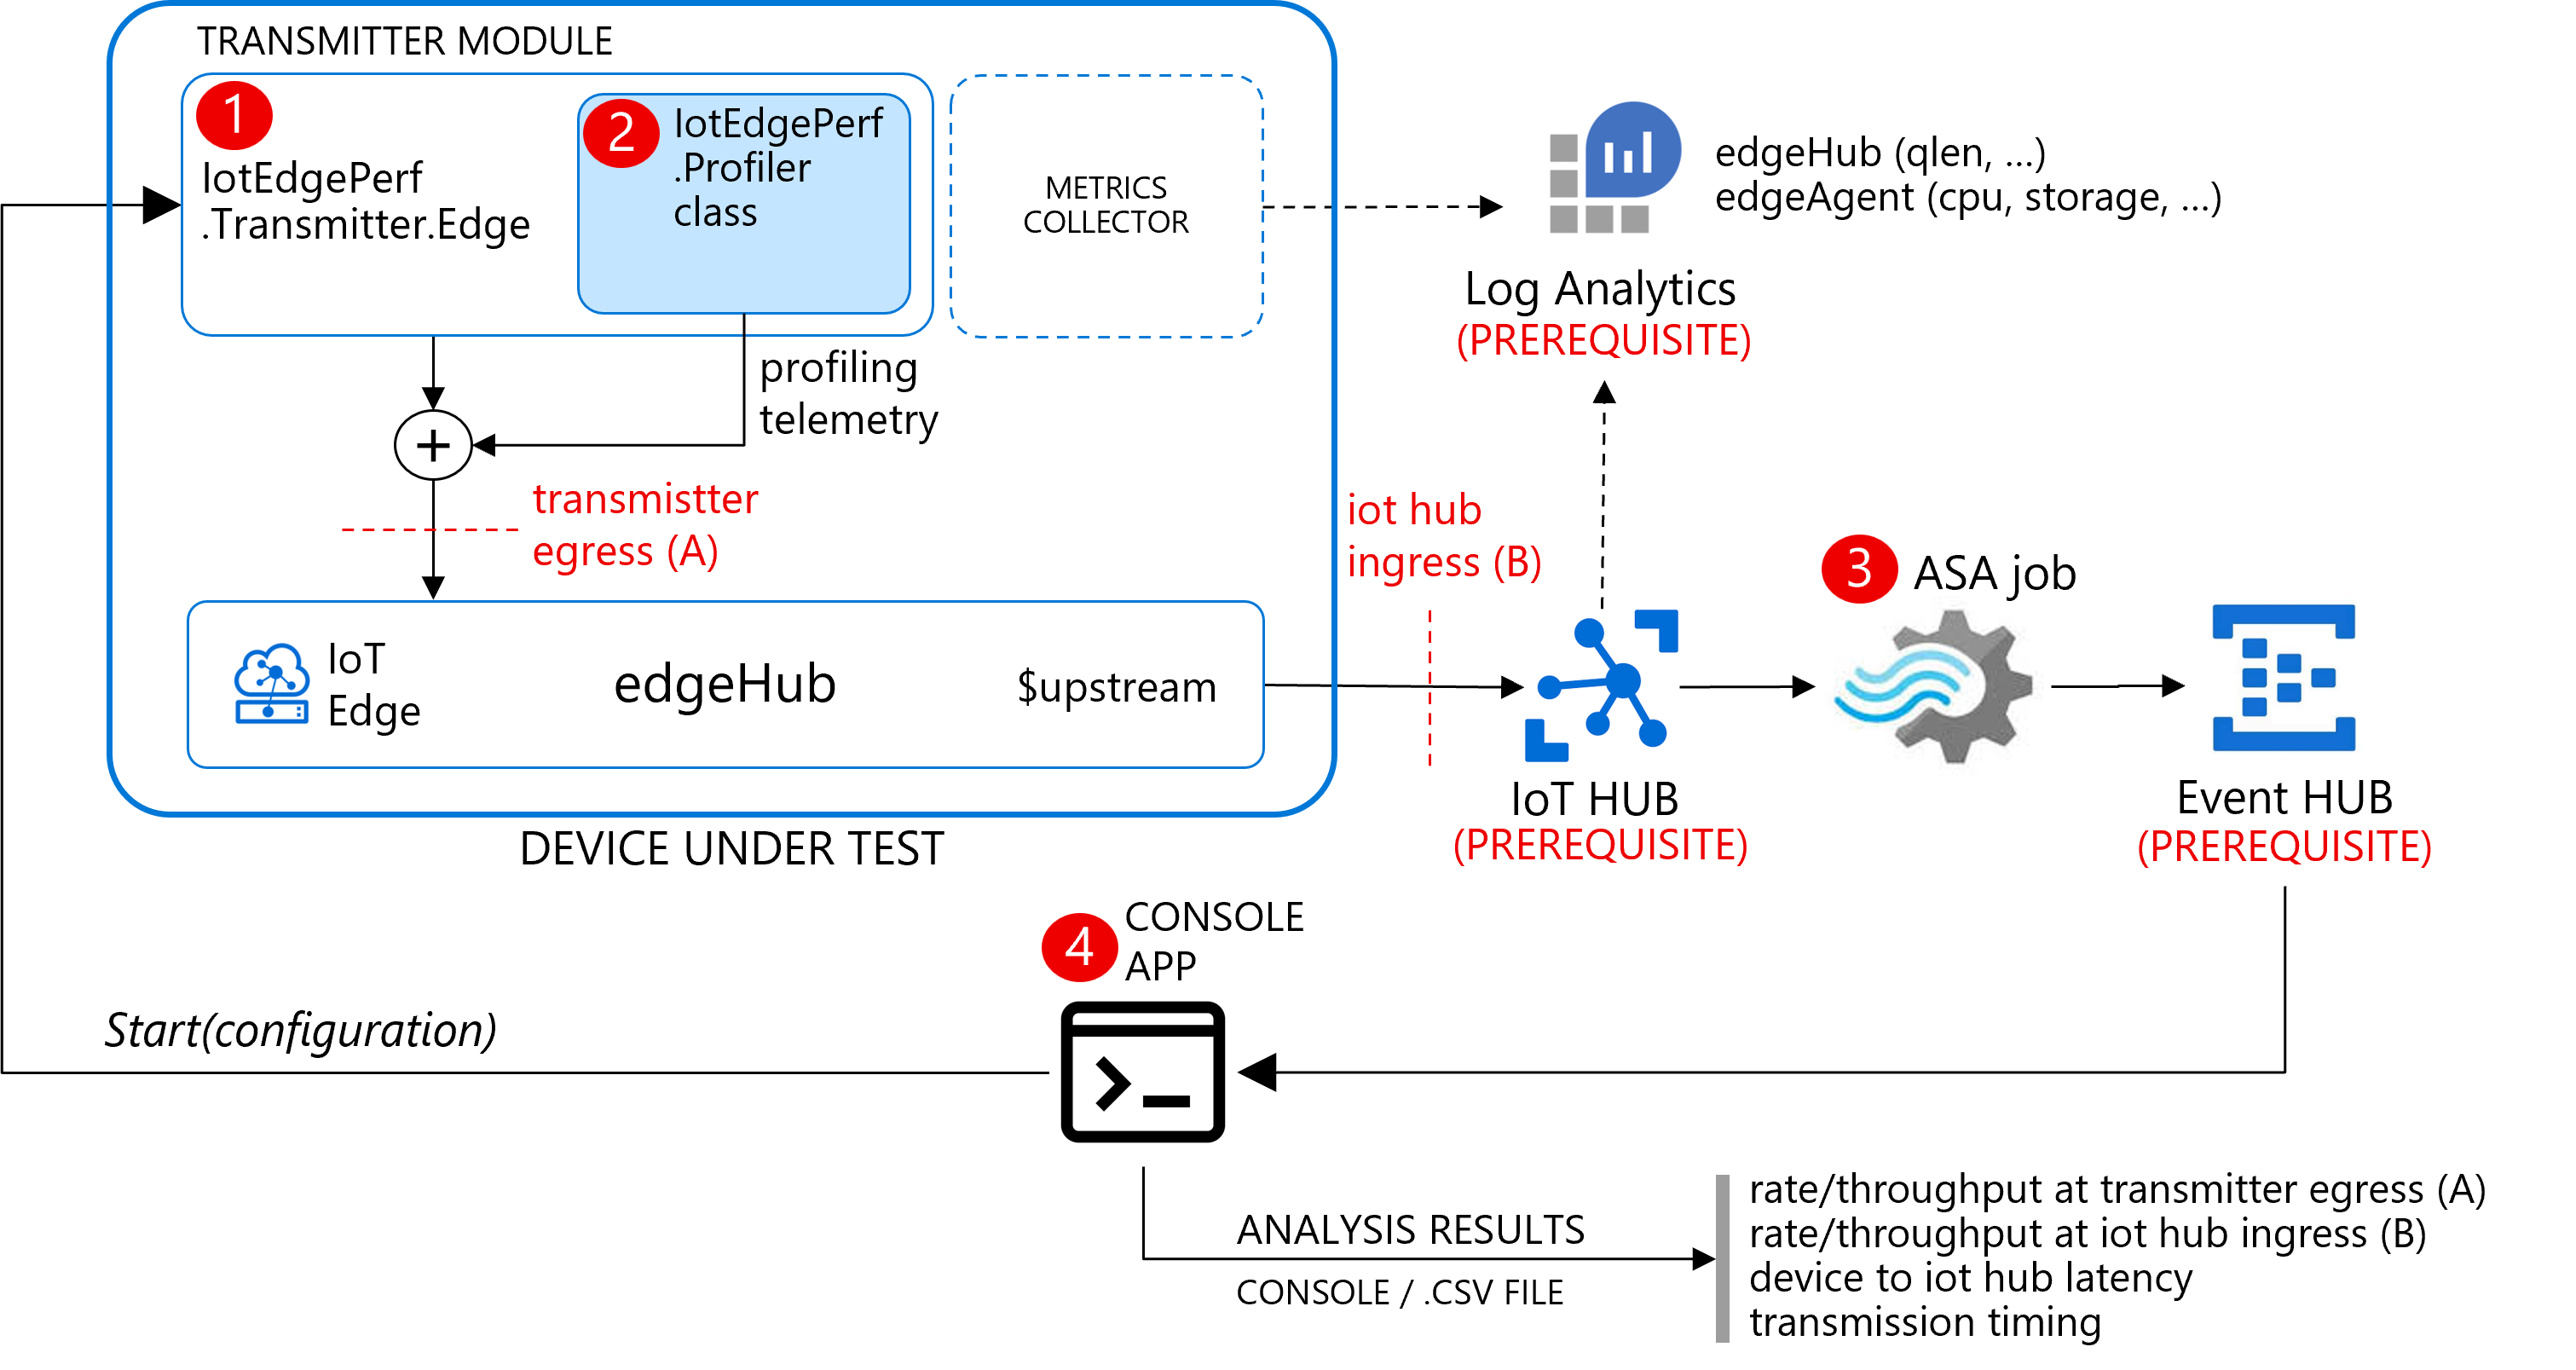 TRANSMITTER MODULE
1
IotEdgePerf
.Transmitter.Edge
2
IotEdgePerf
.Profiler
class
METRICS
COLLECTOR
edgeHub (qlen, ...)
edgeAgent (cpu, storage, ...)
Log Analytics
(PREREQUISITE)
profiling
telemetry
+
transmistter
egress (A)
iot hub
ingress (B)
3
ASA job
IoT
Edge
edgeHub
$upstream
IoT HUB
(PREREQUISITE)
Event HUB
(PREREQUISITE)
DEVICE UNDER TEST
4
CONSOLE
APP
Start(configuration)
ANALYSIS RESULTS
CONSOLE / .CSV FILE
rate/throughput at transmitter egress (A)
rate/throughput at iot hub ingress (B)
device to iot hub latency
transmission timing